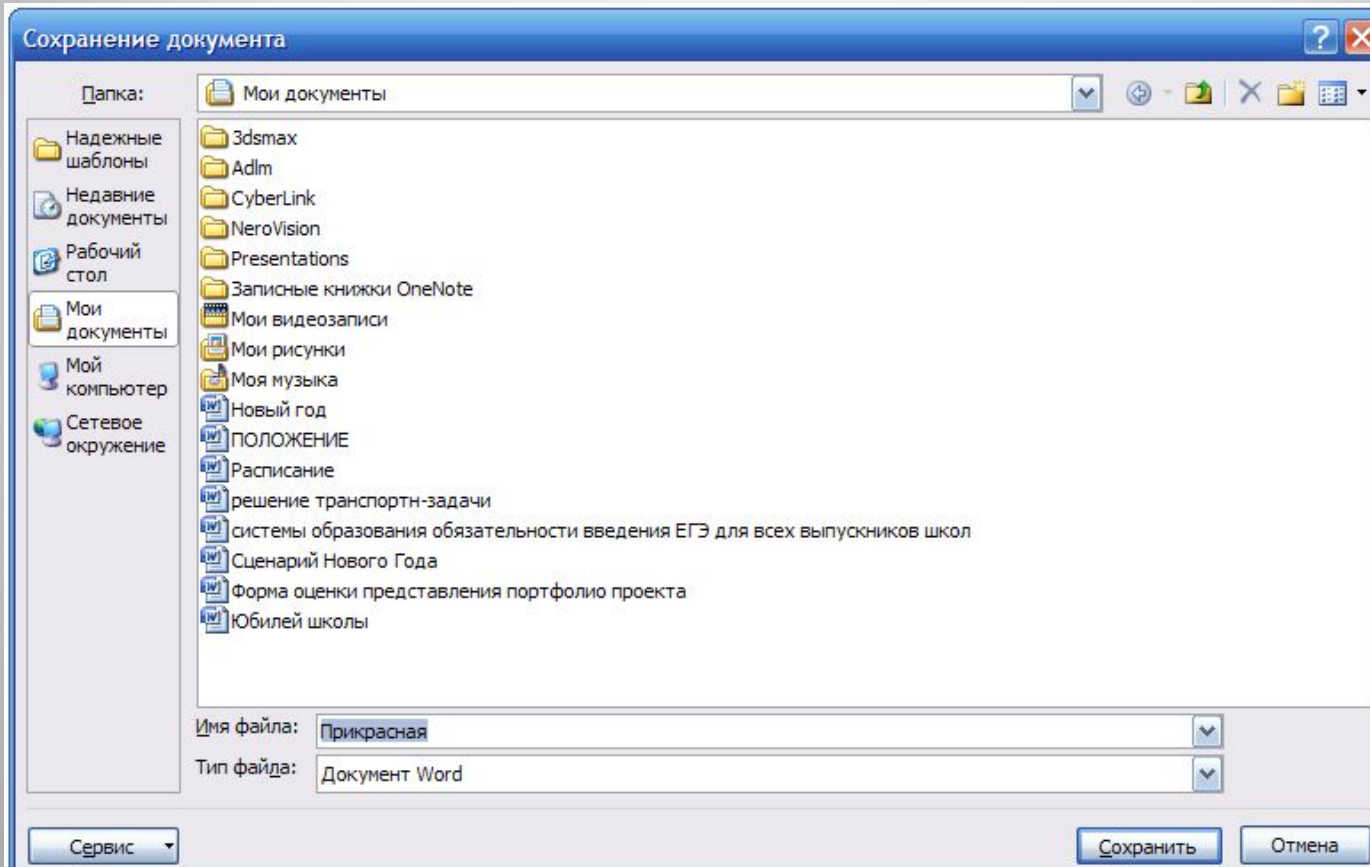 Сохранение документа
Папка:
Мои документы
Надежные
шаблоны
Недавние
документы
Рабочий
стол
Мои
документы
Мой
компьютер
Сетевое
окружение
3dsmax
Adlm
CyberLink
NeroVision
Presentations
Записные книжки OneNote
Мои видеозаписи
Мои рисунки
Моя музыка
Новый год
ПОЛОЖЕНИЕ
Расписание
решение транспортн-задачи
системы образования обязательности введения ЕГЭ для всех выпускников школ
Сценарий Нового Года
Форма оценки представления портфолио проекта
Юбилей школы
Имя файла: Прикрасная
Тип файла: Документ Word
Сервис Сохранить Отмена